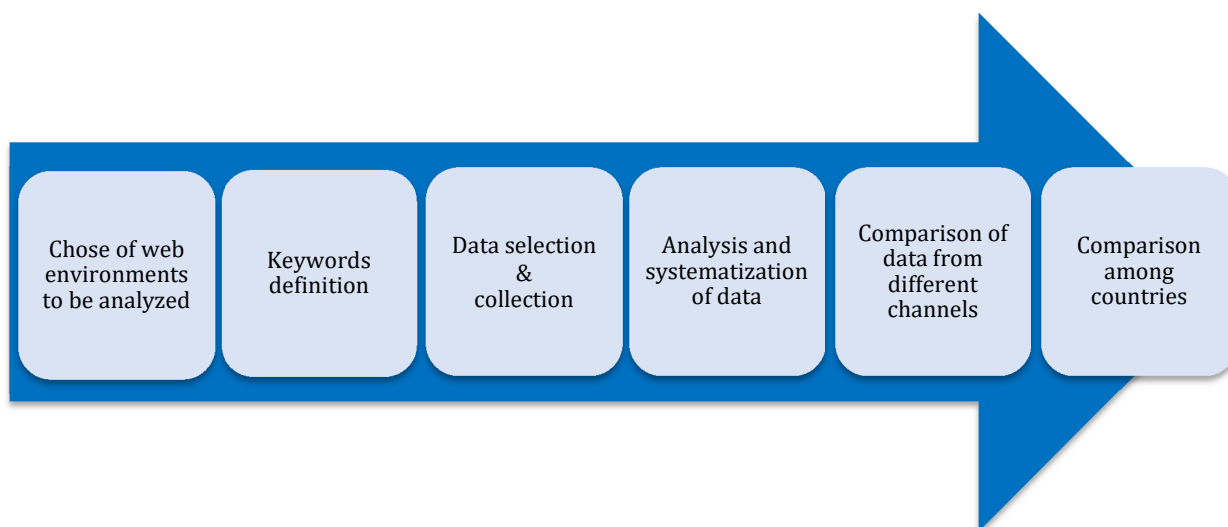 Chose of web
environments
to be analyzed
Keywords
definition
Data selection
&
collection
Analysis and
systematization
of data
Comparison of
data from
different
channels
Comparison
among
countries